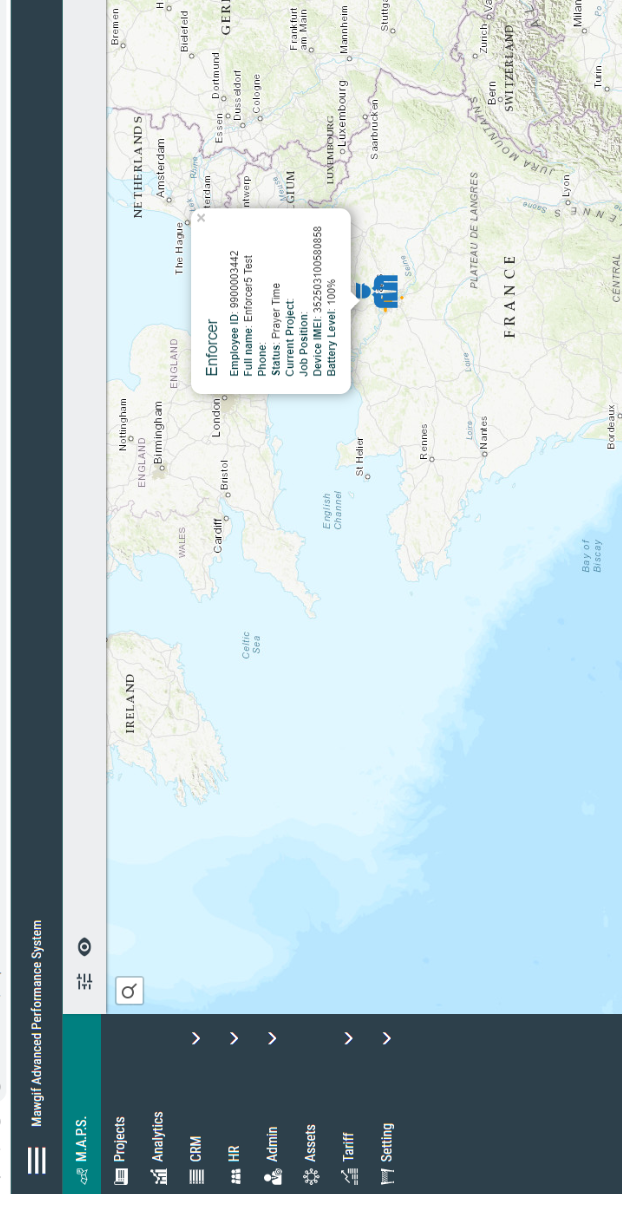 Mawgif Advanced Performance System
M.A.P.S.
Projects
Analytics
CRM
HR
Admin
Assets
Tariff
Setting
Enforcer
×
Employee ID: 9900003442
Full name: Enforcer5 Test
Phone:
Status: Prayer Time
Current Project:
Job Position:
Device IMEI: 352503100580858
Battery Level: 100%
IRELAND
Celtic
Sea
WALES
Cardiff
Bristol
ENGLAND
Nottingham
Birmingham
ENGLAND
London
English
Channel
St Helier
Rennes
Nantes
Loire
Loire
Bay of
Biscay
Bordeaux
FRANCE
PLATEAU DE LANGRES
Seine
CENTRAL
Lyon
Saone
JURA MOUNTAINS
The Hague
NETHERLANDS
Amsterdam
Rhine
Essen
Dortmund
Dusseldorf
Cologne
Bremen
Bielefeld
Frankfurt
am Main
Mannheim
LUXEMBOURG
Luxembourg
Saarbrucken
Zurich
Bern
SWITZERLAND
Turin
Milan
Po